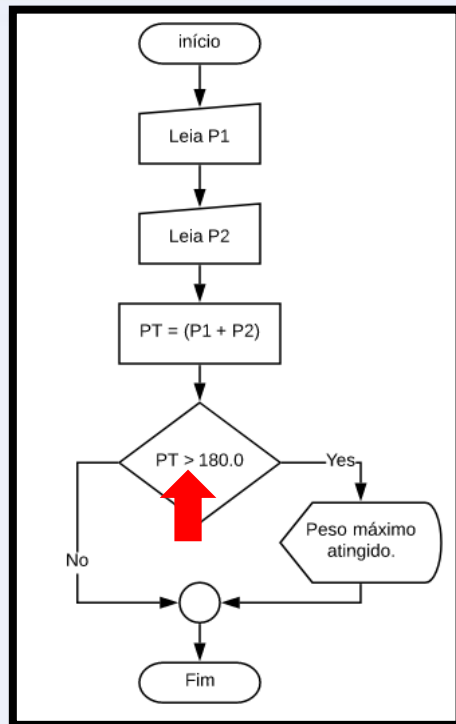 início
Leia P1
Leia P2
PT = (P1 + P2)
PT > 180.0
Yes
Peso máximo
atingido.
No
Fim